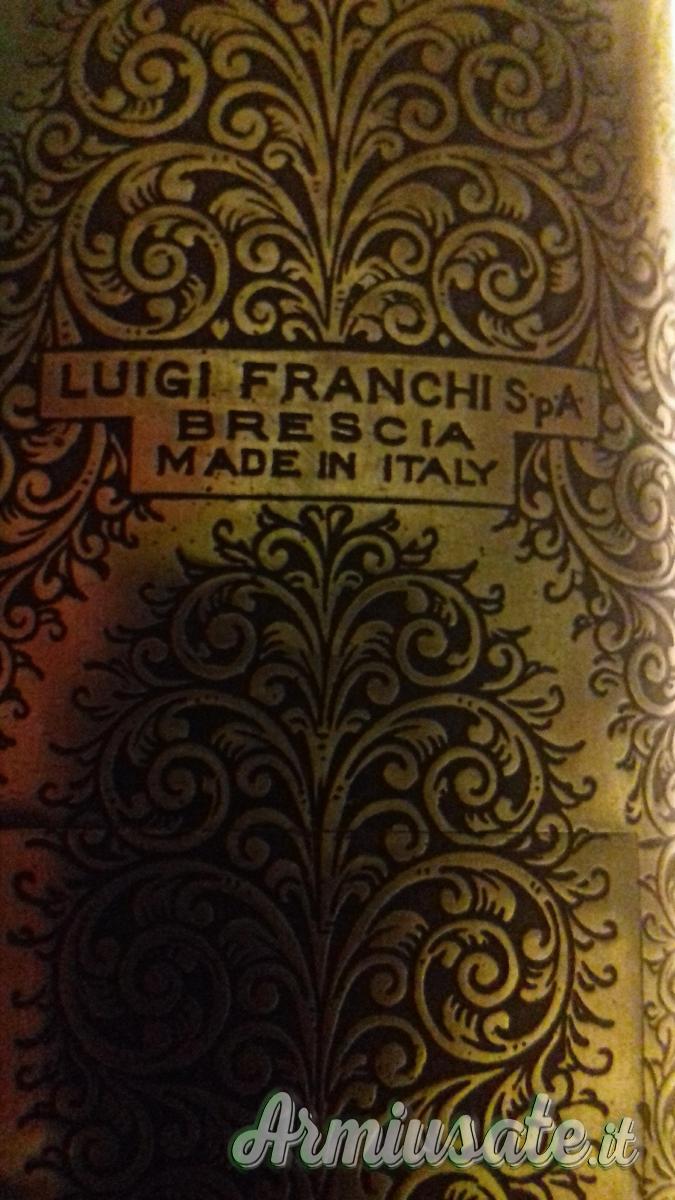 LUIGI FRANCHI S.p.A.
BRESCIA
MADE IN ITALY
Armiusate.it